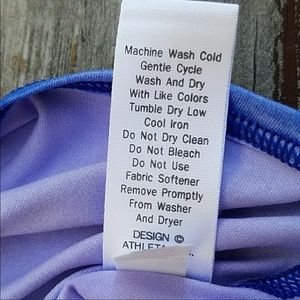 Machine Wash Cold
Gentle Cycle
Wash And Dry
With Like Colors
Tumble Dry Low
Cool Iron
Do Not Dry Clean
Do Not Bleach
Do Not Use
Fabric Softener
Remove Promptly
From Washer
And Dryer
DESIGN ©